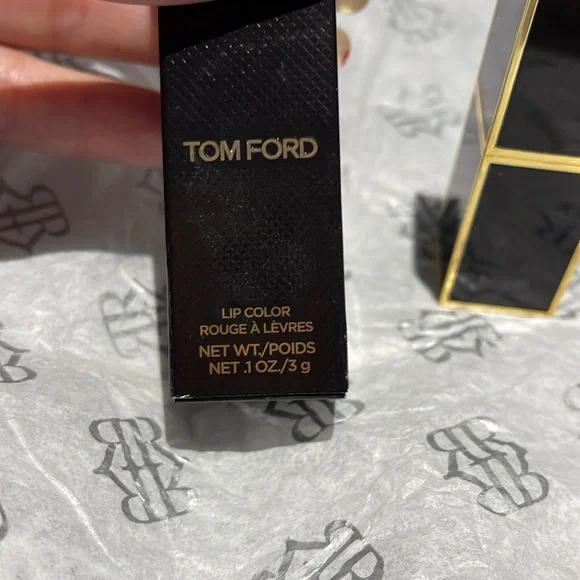 TOM FORD
LIP COLOR
ROUGE À LÈVRES
NET WT./POIDS
NET .1 OZ./3 g